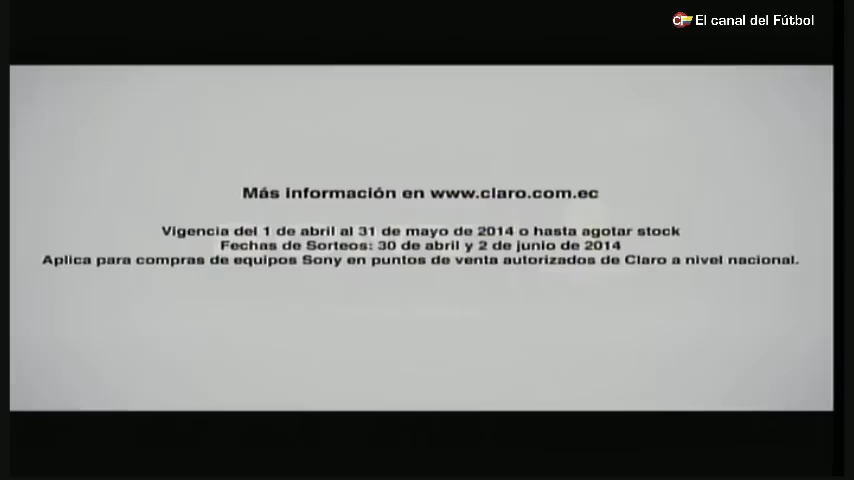 CF El canal del Fútbol
Más información en www.claro.com.ec
Vigencia del 1 de abril al 31 de mayo de 2014 o hasta agotar stock
Fechas de Sorteos: 30 de abril y 2 de junio de 2014
Aplica para compras de equipos Sony en puntos de venta autorizados de Claro a nivel nacional.